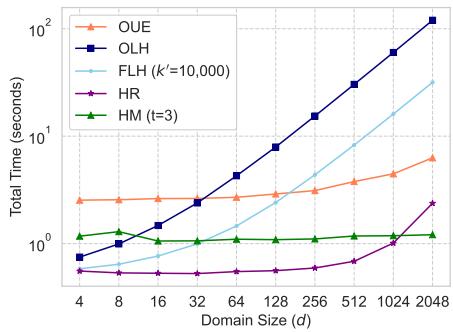 10²
10¹
10⁰
Total Time (seconds)
OUE
OLH
FLH (k′=10,000)
HR
HM (t=3)
4 8 16 32 64 128 256 512 1024 2048
Domain Size (d)